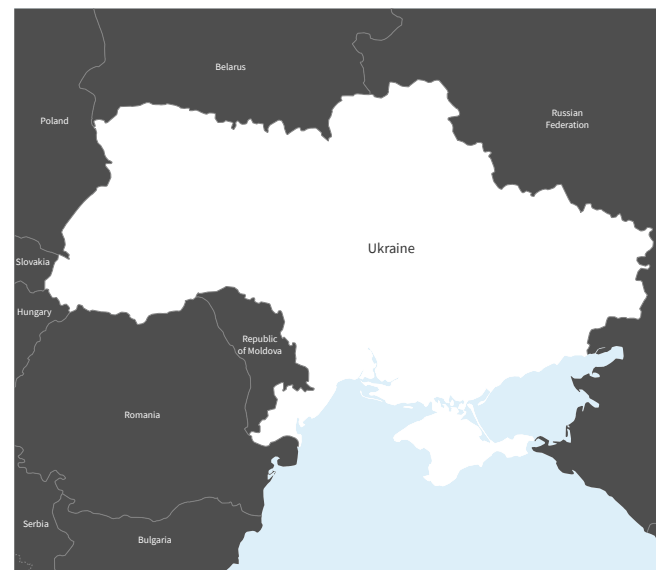 Belarus
Poland
Russian
Federation
Ukraine
Slovakia
Hungary
Republic
of Moldova
Romania
Serbia
Bulgaria